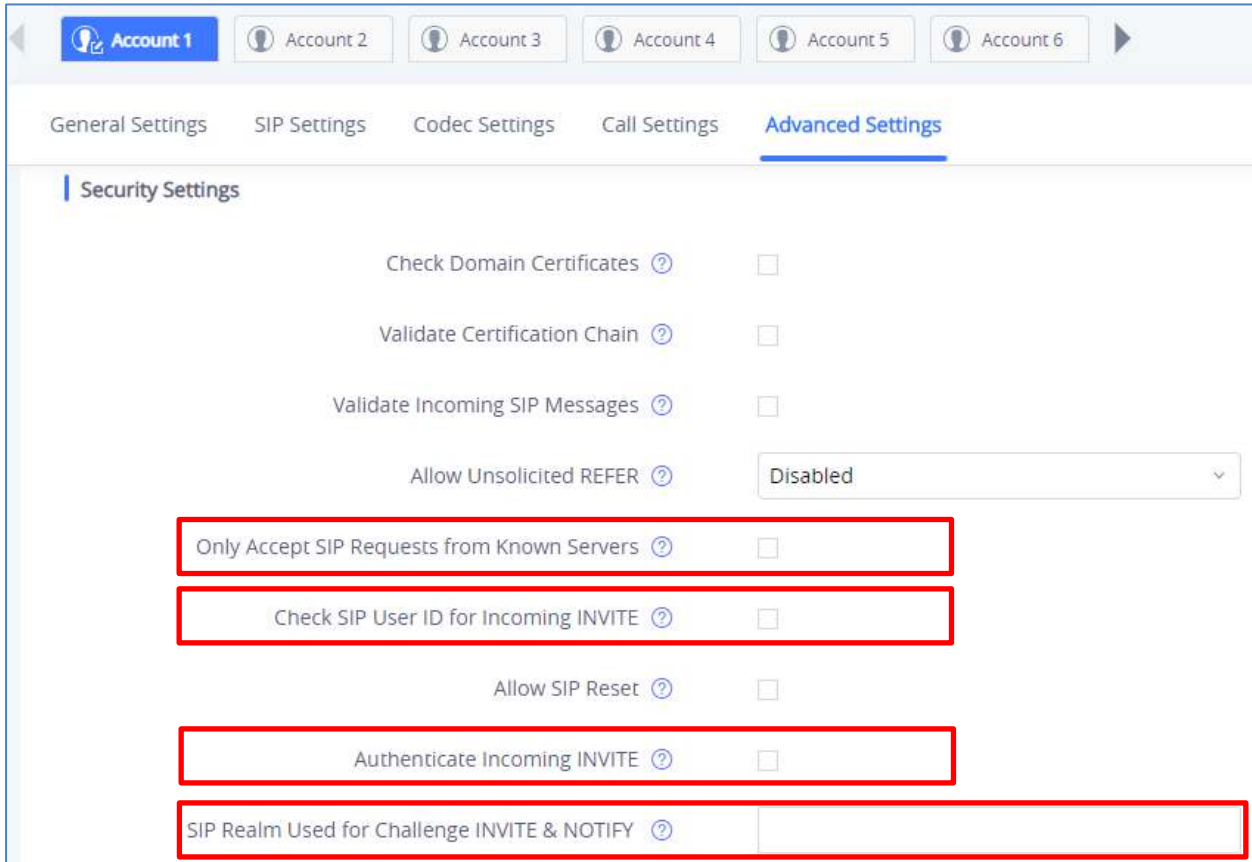 Account 1 Account 2 Account 3 Account 4 Account 5 Account 6
General Settings SIP Settings Codec Settings Call Settings Advanced Settings
Security Settings
Check Domain Certificates
Validate Certification Chain
Validate Incoming SIP Messages
Allow Unsolicited REFER Disabled
Only Accept SIP Requests from Known Servers
Check SIP User ID for Incoming INVITE
Allow SIP Reset
Authenticate Incoming INVITE
SIP Realm Used for Challenge INVITE & NOTIFY